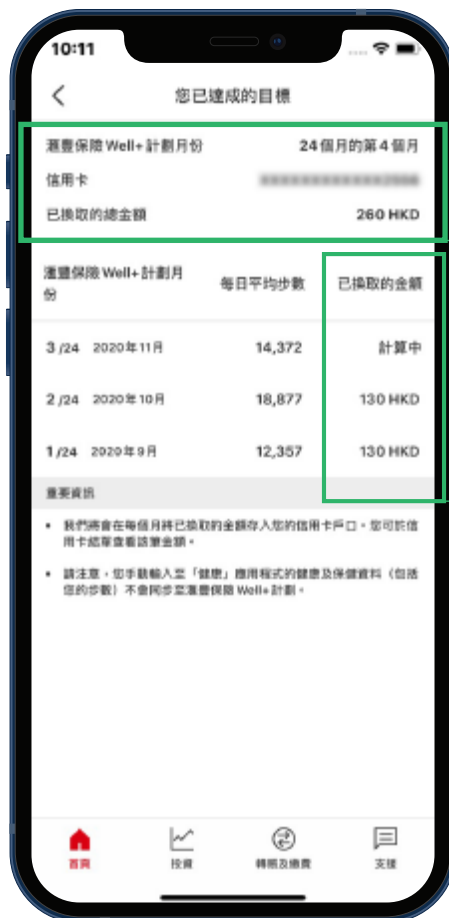 10:11
您已達成的目標
滙豐保險 Well+ 計劃月份 24個月的第4個月
信用卡
已換取的總金額 260 HKD
滙豐保險 Well+ 計劃月份 每日平均步數 已換取的金額
3 /24 2020年11月 14,372 計算中
2 /24 2020年10月 18,877 130 HKD
1 /24 2020年9月 12,357 130 HKD
重要資訊
• 我們將會在每個月將已換取的金額存入您的信用卡戶口。您可於信
用卡結單查看該筆金額。
• 請注意，您手動輸入至「健康」應用程式的健康及保健資料（包括
您的步數）不會同步至滙豐保險 Well+ 計劃。
首頁 投資 轉賬及繳費 支援